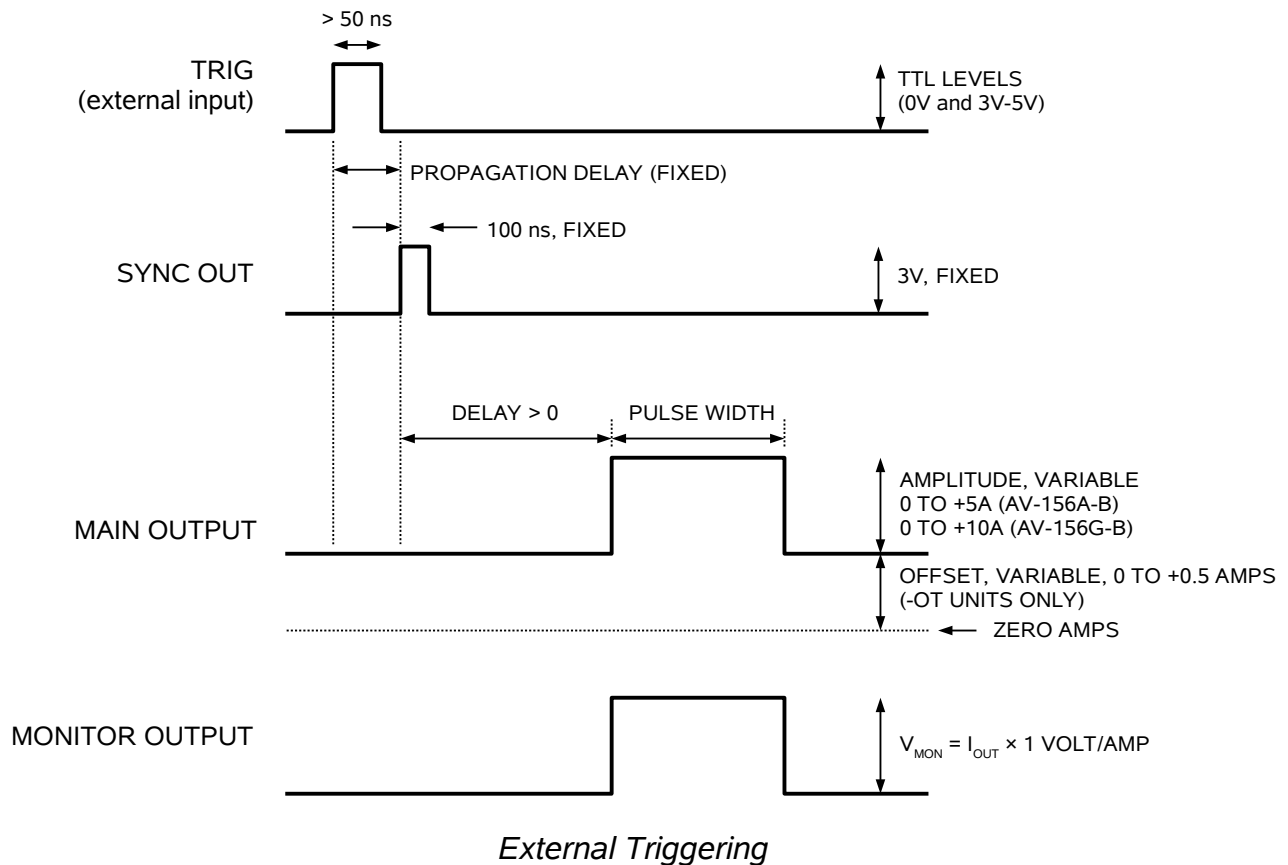 > 50 ns
TRIG
(external input)
TTL LEVELS
(0V and 3V-5V)
PROPAGATION DELAY (FIXED)
100 ns, FIXED
SYNC OUT
3V, FIXED
DELAY > 0
PULSE WIDTH
AMPLITUDE, VARIABLE
0 TO +5A (AV-156A-B)
0 TO +10A (AV-156G-B)
MAIN OUTPUT
OFFSET, VARIABLE, 0 TO +0.5 AMPS
(-OT UNITS ONLY)
ZERO AMPS
MONITOR OUTPUT
VMON = IOUT × 1 VOLT/AMP
External Triggering